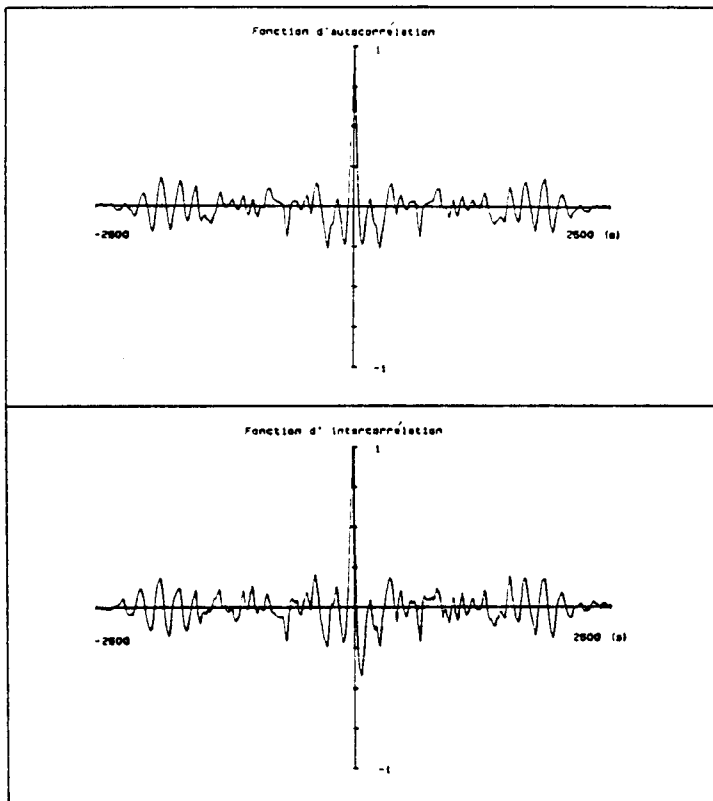 Fonction d'autocorrélation
1
-2500
2500 (s)
-1
Fonction d' intercorrélation
1
-2500
2500 (s)
-1